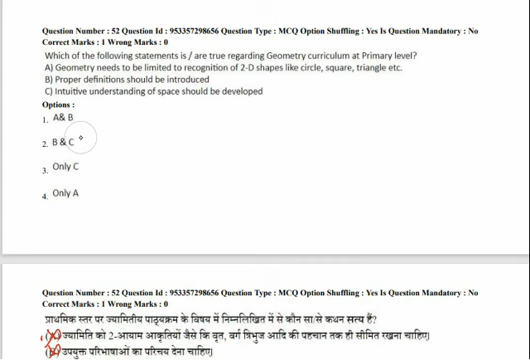 Question Number : 52 Question Id : 953357298656 Question Type : MCQ Option Shuffling : Yes Is Question Mandatory : No
Correct Marks : 1 Wrong Marks : 0
Which of the following statements is / are true regarding Geometry curriculum at Primary level?
A) Geometry needs to be limited to recognition of 2-D shapes like circle, square, triangle etc.
B) Proper definitions should be introduced
C) Intuitive understanding of space should be developed
Options :
1. A& B
2. B & C
3. Only C
4. Only A
Question Number : 52 Question Id : 953357298656 Question Type : MCQ Option Shuffling : Yes Is Question Mandatory : No
Correct Marks : 1 Wrong Marks : 0
प्राथमिक स्तर पर ज्यामितीय पाठ्यक्रम के विषय में निम्नलिखित में से कौन सा.से कथन सत्य हैं?
ज्यामिति को 2-आयाम आकृतियों जैसे कि वृत, वर्ग त्रिभुज आदि की पहचान तक ही सीमित रखना चाहिए)
उपयुक्त परिभाषाओं का परिचय देना चाहिए)